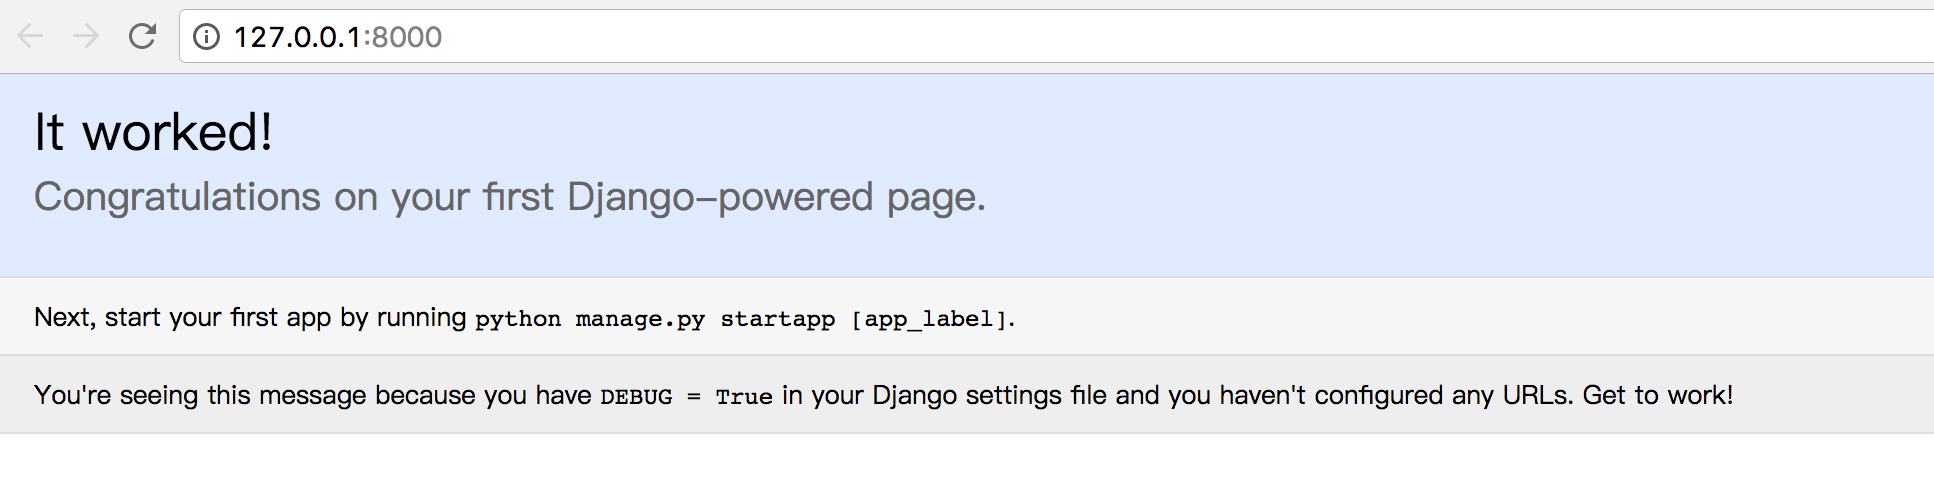 127.0.0.1:8000
It worked!
Congratulations on your first Django-powered page.
Next, start your first app by running python manage.py startapp [app_label].
You're seeing this message because you have DEBUG = True in your Django settings file and you haven't configured any URLs. Get to work!